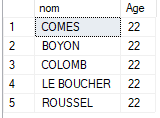 nom Age
1 COMES 22
2 BOYON 22
3 COLOMB 22
4 LE BOUCHER 22
5 ROUSSEL 22